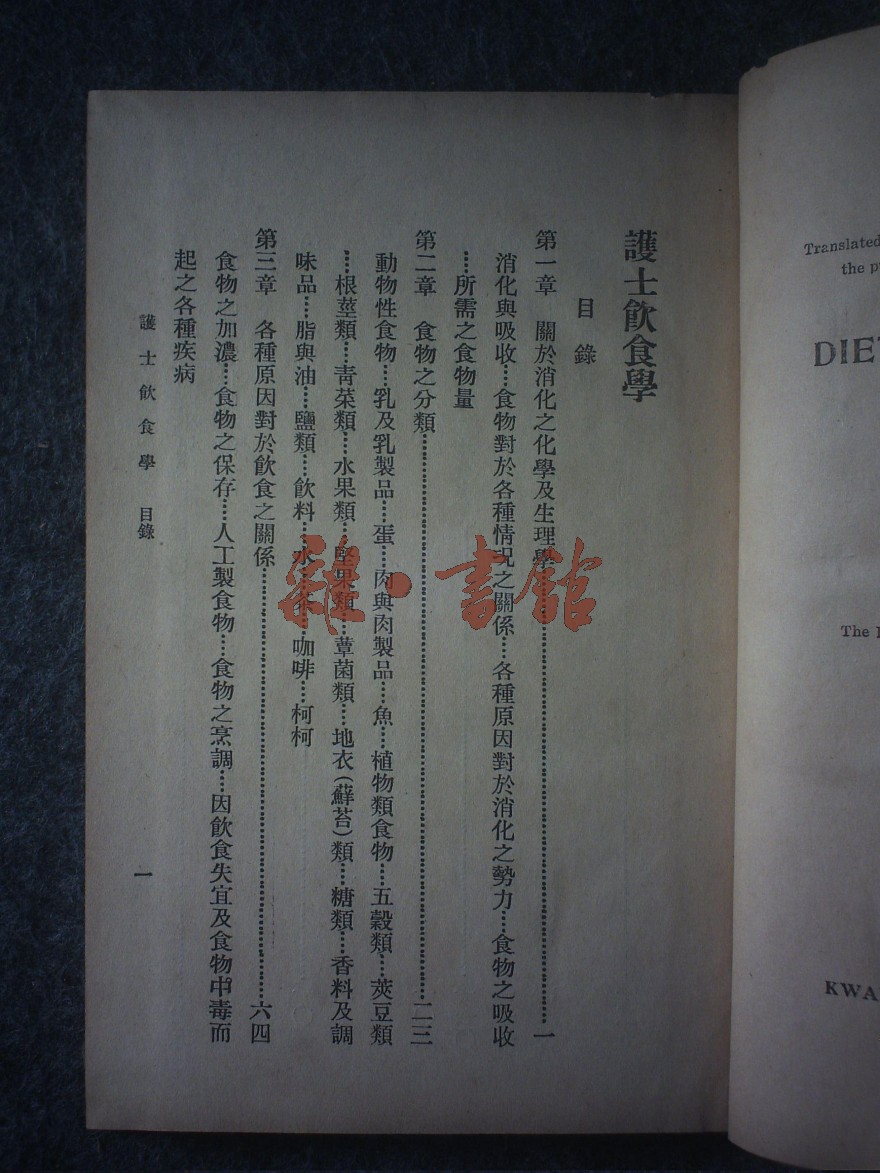 護士飲食學
目錄
第一章　關於消化之化學及生理學……一
消化與吸收……食物對於各種情況之關係……各種原因對於消化之勢力……食物之吸收
……所需之食物量
第二章　食物之分類……二三
動物性食物……乳及乳製品……蛋……肉與肉製品……魚……植物類食物……五穀類……莢豆類
……根莖類……青菜類……水果類……堅果類……蕈菌類……地衣(蘚苔)類……糖類……香料及調
味品……脂與油……鹽類……飲料……水……茶……咖啡……柯柯
第三章　各種原因對於飲食之關係……六四
食物之加濃……食物之保存……人工製食物……食物之烹調……因飲食失宜及食物中毒而
起之各種疾病
護士飲食學　目錄　一
雜·書館
Translated
the
DIE
The
KWA